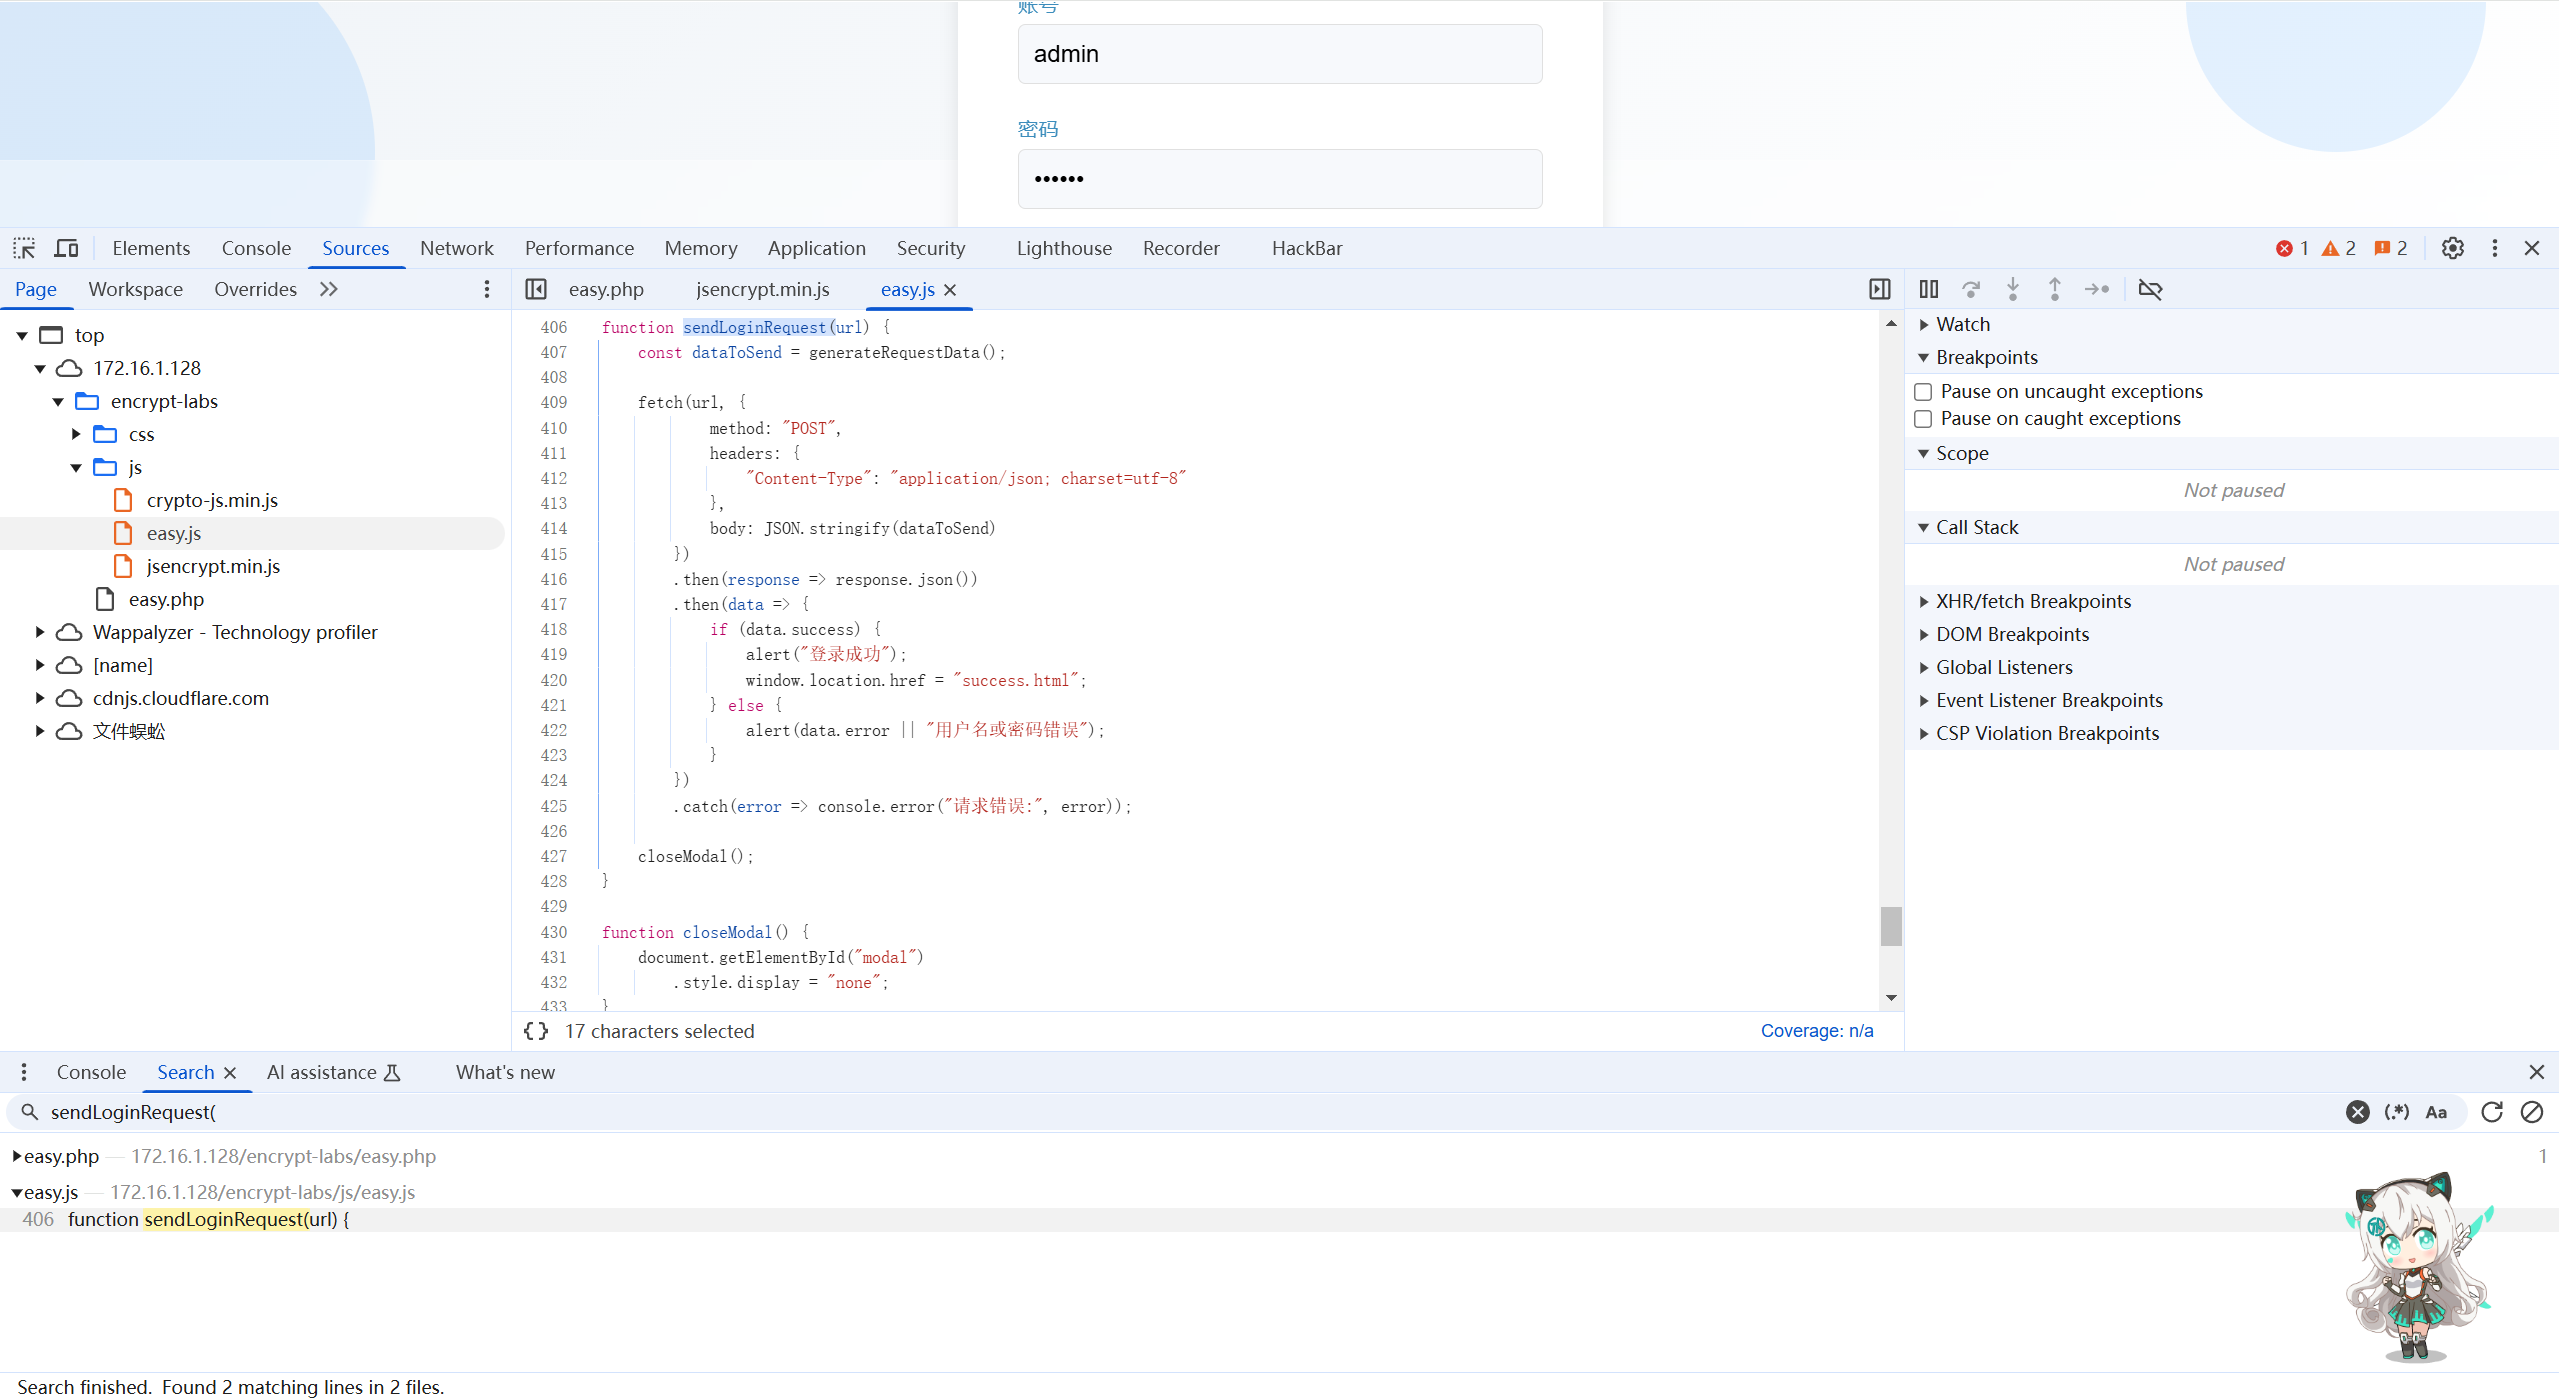 账号
admin
密码
••••••
Elements Console Sources Network Performance Memory Application Security Lighthouse Recorder HackBar 1 2 2
Page Workspace Overrides
top
172.16.1.128
encrypt-labs
css
js
crypto-js.min.js
easy.js
jsencrypt.min.js
easy.php
Wappalyzer - Technology profiler
[name]
cdnjs.cloudflare.com
文件蜈蚣
easy.php jsencrypt.min.js easy.js
406 function sendLoginRequest(url) {
407 const dataToSend = generateRequestData();
408
409 fetch(url, {
410 method: "POST",
411 headers: {
412 "Content-Type": "application/json; charset=utf-8"
413 },
414 body: JSON.stringify(dataToSend)
415 })
416 .then(response => response.json())
417 .then(data => {
418 if (data.success) {
419 alert("登录成功");
420 window.location.href = "success.html";
421 } else {
422 alert(data.error || "用户名或密码错误");
423 }
424 })
425 .catch(error => console.error("请求错误:", error));
426
427 closeModal();
428 }
429
430 function closeModal() {
431 document.getElementById("modal")
432 .style.display = "none";
433 }
{} 17 characters selected Coverage: n/a
Watch
Breakpoints
Pause on uncaught exceptions
Pause on caught exceptions
Scope
Not paused
Call Stack
Not paused
XHR/fetch Breakpoints
DOM Breakpoints
Global Listeners
Event Listener Breakpoints
CSP Violation Breakpoints
Console Search AI assistance What's new
sendLoginRequest( (.*) Aa
easy.php — 172.16.1.128/encrypt-labs/easy.php 1
easy.js — 172.16.1.128/encrypt-labs/js/easy.js
406 function sendLoginRequest(url) {
Search finished. Found 2 matching lines in 2 files.